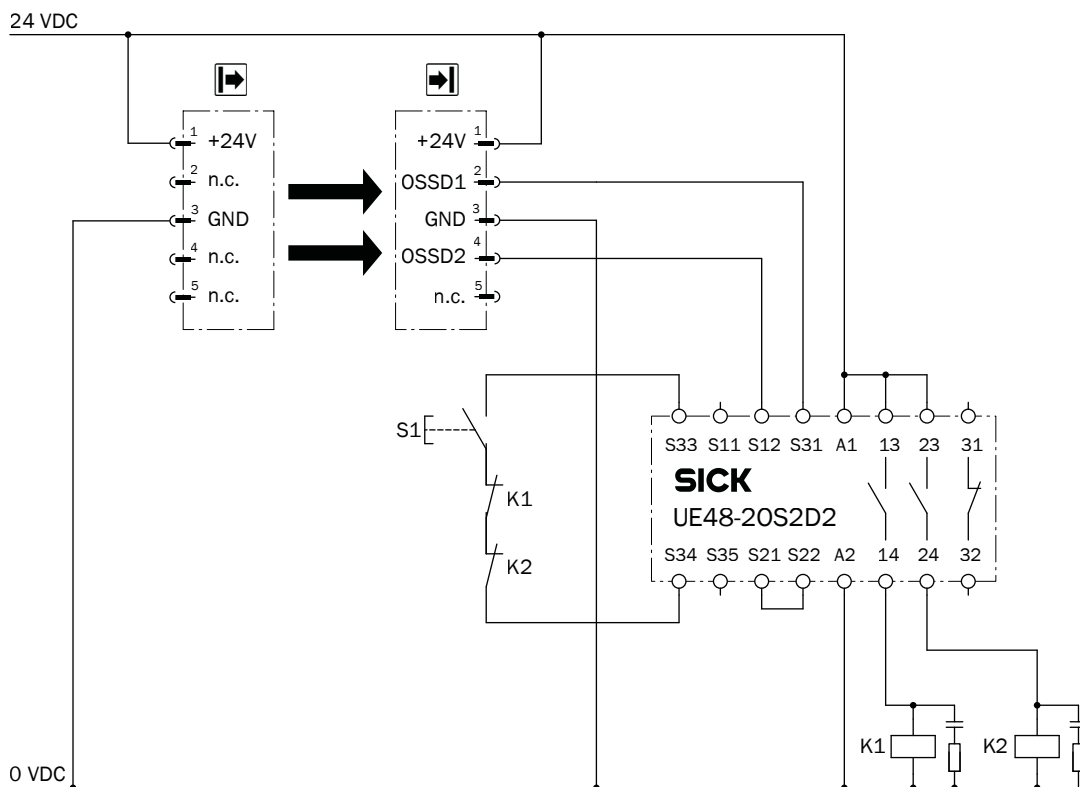 24 VDC
1 +24V
2 n.c.
3 GND
4 n.c.
5 n.c.
+24V 1
OSSD1 2
GND 3
OSSD2 4
n.c. 5
S1
K1
K2
S33 S11 S12 S31 A1 13 23 31
SICK
UE48-2OS2D2
S34 S35 S21 S22 A2 14 24 32
K1
K2
0 VDC